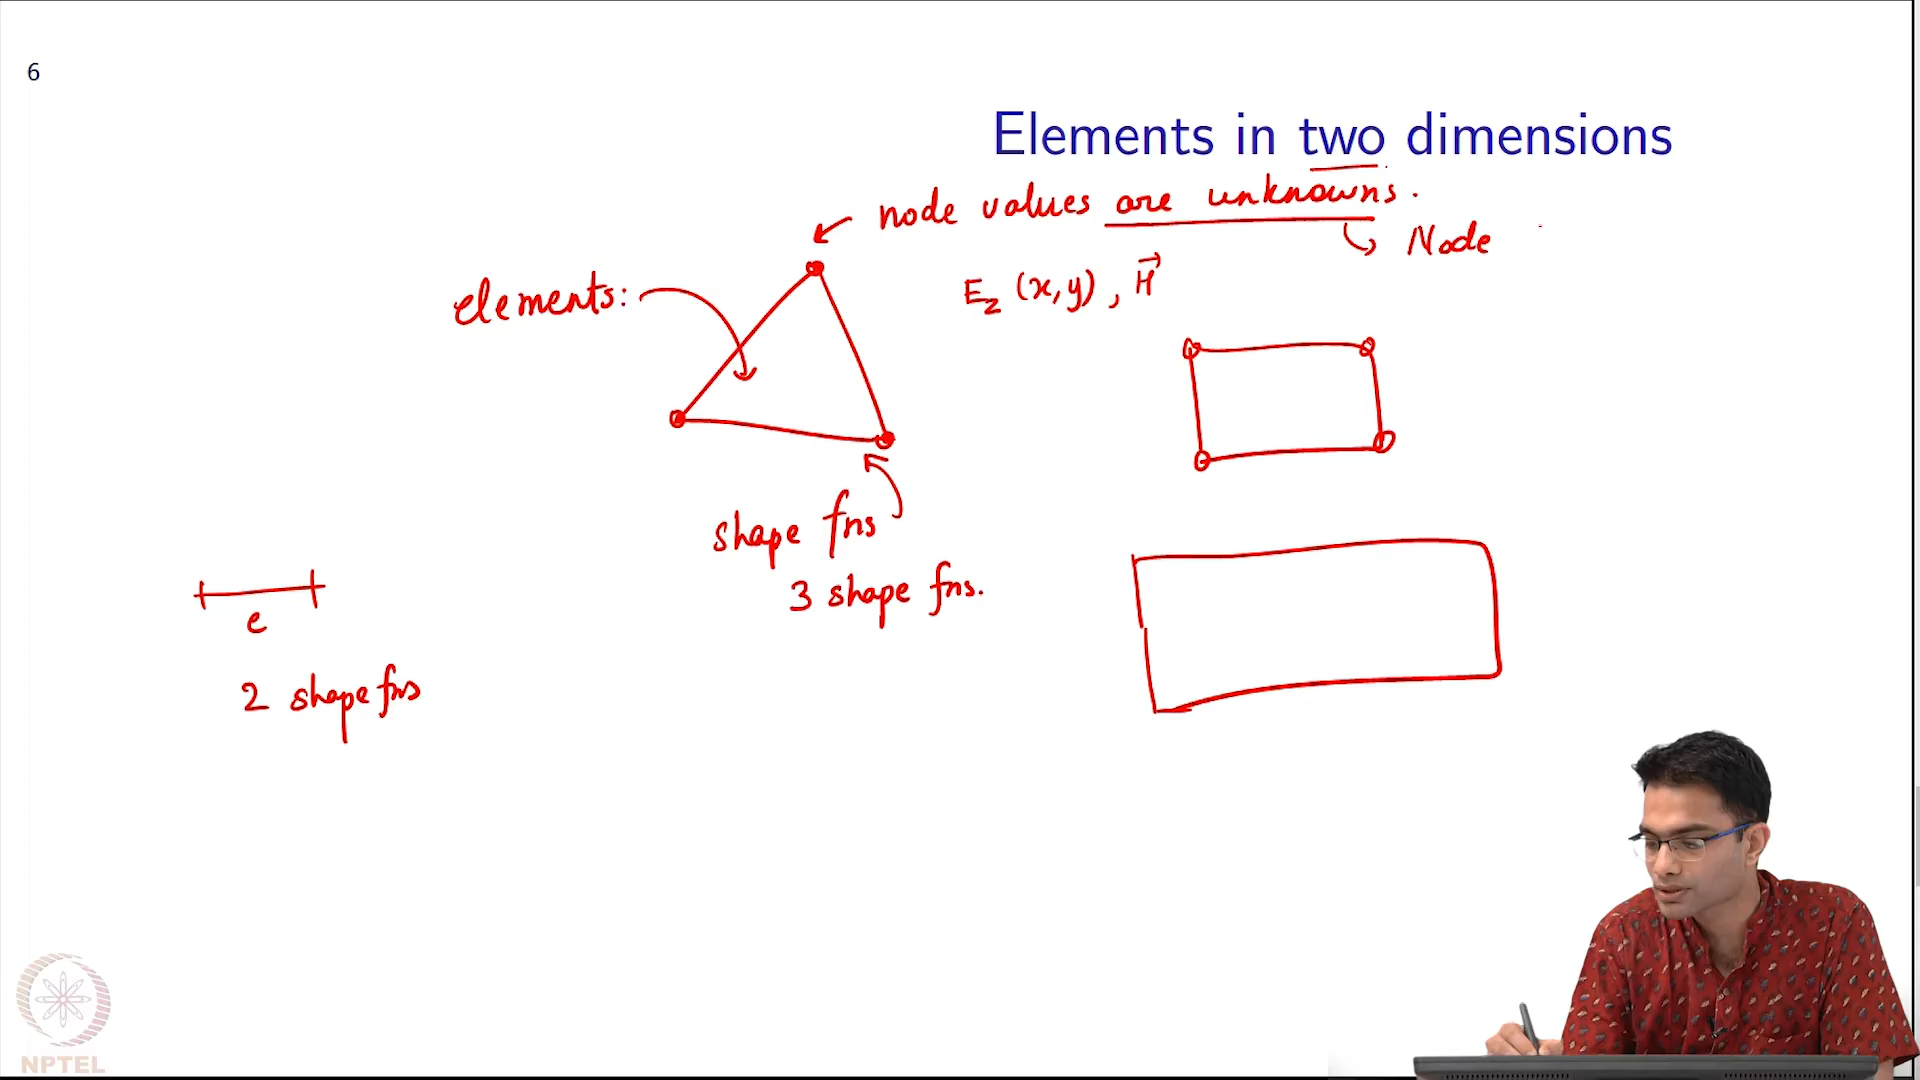 6
Elements in two dimensions
node values are unknowns.
Node
elements:
E_z (x,y), H⃗
shape fns
3 shape fns.
e
2 shape fns
NPTEL